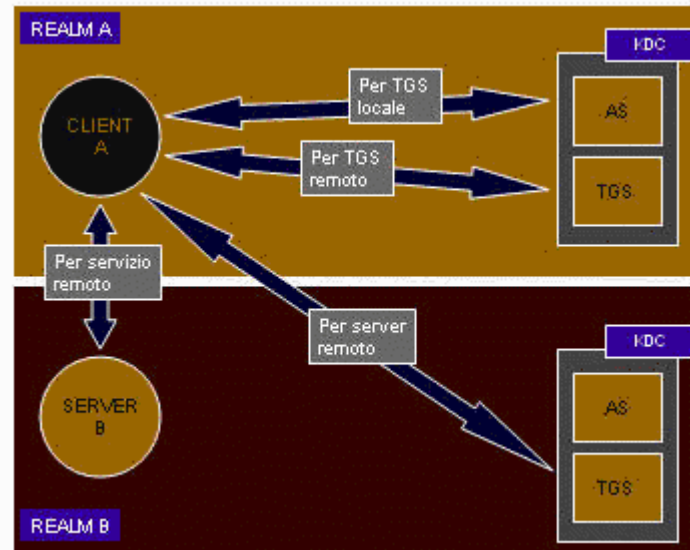 REALM A
KDC
Per TGS
locale
CLIENT
A
AS
Per TGS
remoto
TGS
Per servizio
remoto
Per server
remoto
KDC
SERVER
B
AS
TGS
REALM B